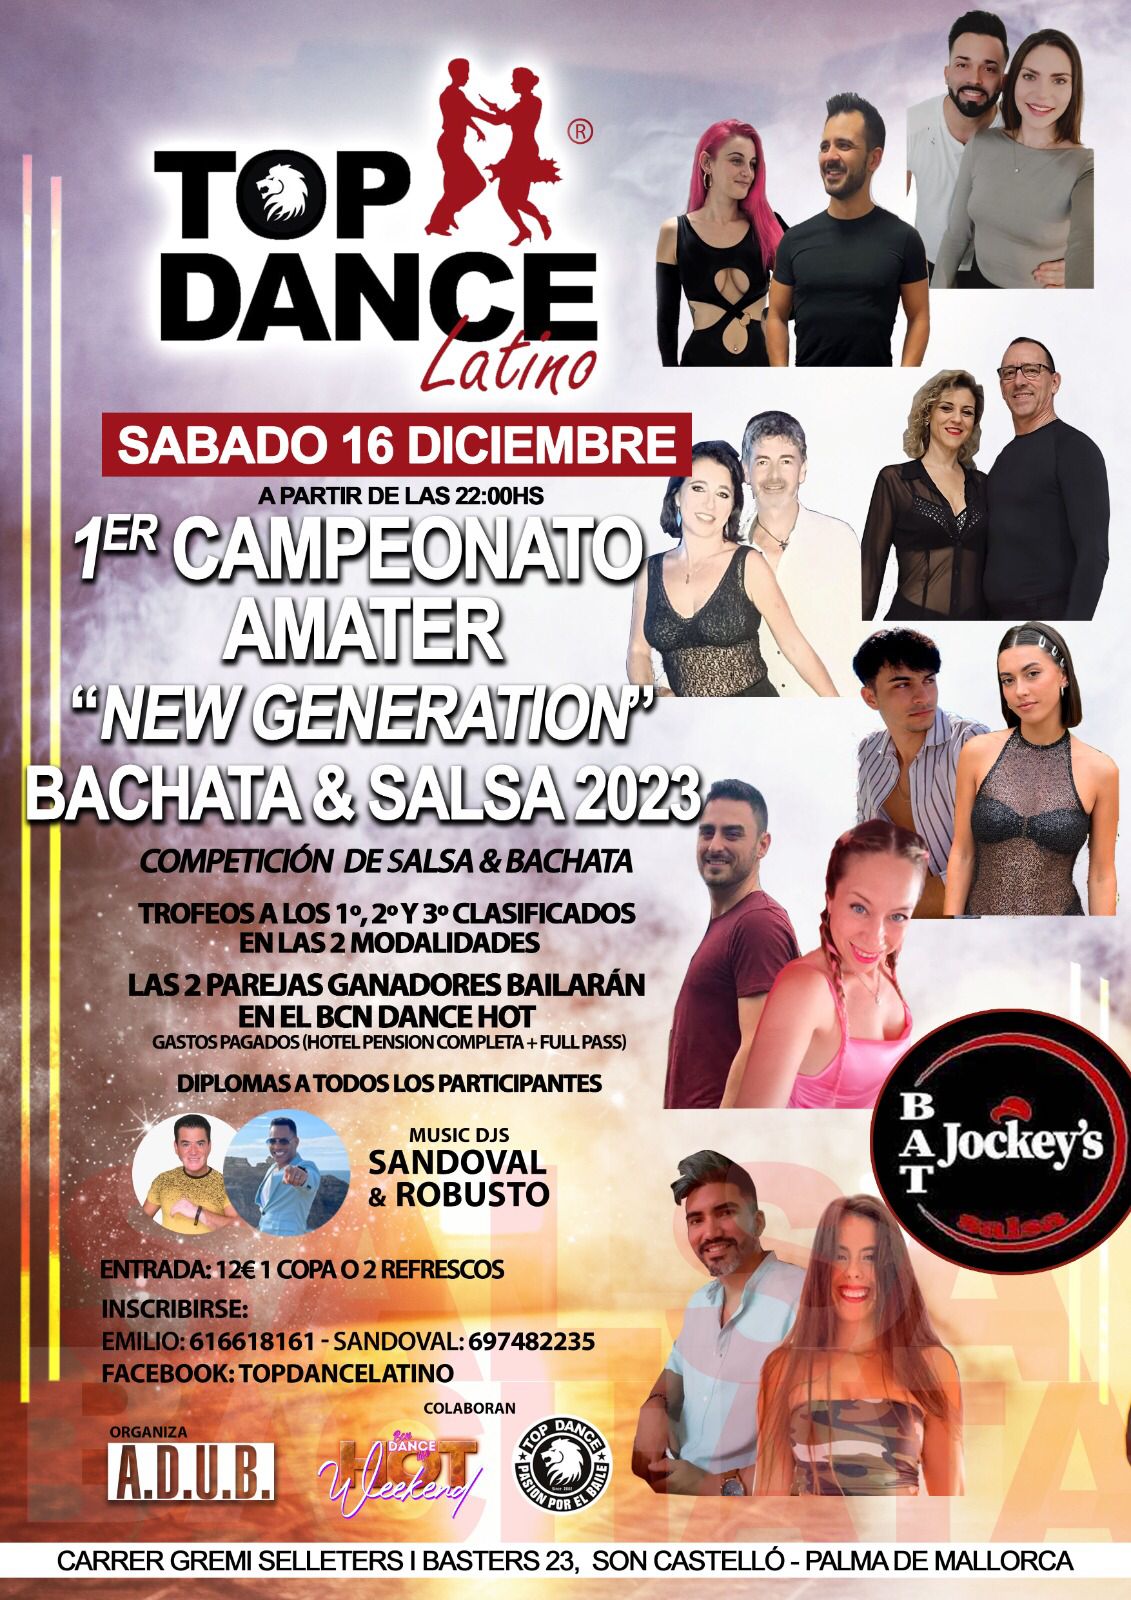 TOP
®
DANCE
Latino
SABADO 16 DICIEMBRE
A PARTIR DE LAS 22:00HS
1ER CAMPEONATO
AMATER
“NEW GENERATION”
BACHATA & SALSA 2023
COMPETICIÓN DE SALSA & BACHATA
TROFEOS A LOS 1º, 2º Y 3º CLASIFICADOS
EN LAS 2 MODALIDADES
LAS 2 PAREJAS GANADORES BAILARÁN
EN EL BCN DANCE HOT
GASTOS PAGADOS (HOTEL PENSION COMPLETA + FULL PASS)
DIPLOMAS A TODOS LOS PARTICIPANTES
MUSIC DJS
SANDOVAL
& ROBUSTO
BAT
Jockey's
Salsa
SALSA
BACHATA
ENTRADA: 12€ 1 COPA O 2 REFRESCOS
INSCRIBIRSE:
EMILIO: 616618161 - SANDOVAL: 697482235
FACEBOOK: TOPDANCELATINO
ORGANIZA
A.D.U.B.
COLABORAN
Bcn
DANCE
HOT
Weekend
TOP DANCE
PASION POR EL BAILE
CARRER GREMI SELLETERS I BASTERS 23, SON CASTELLÓ - PALMA DE MALLORCA